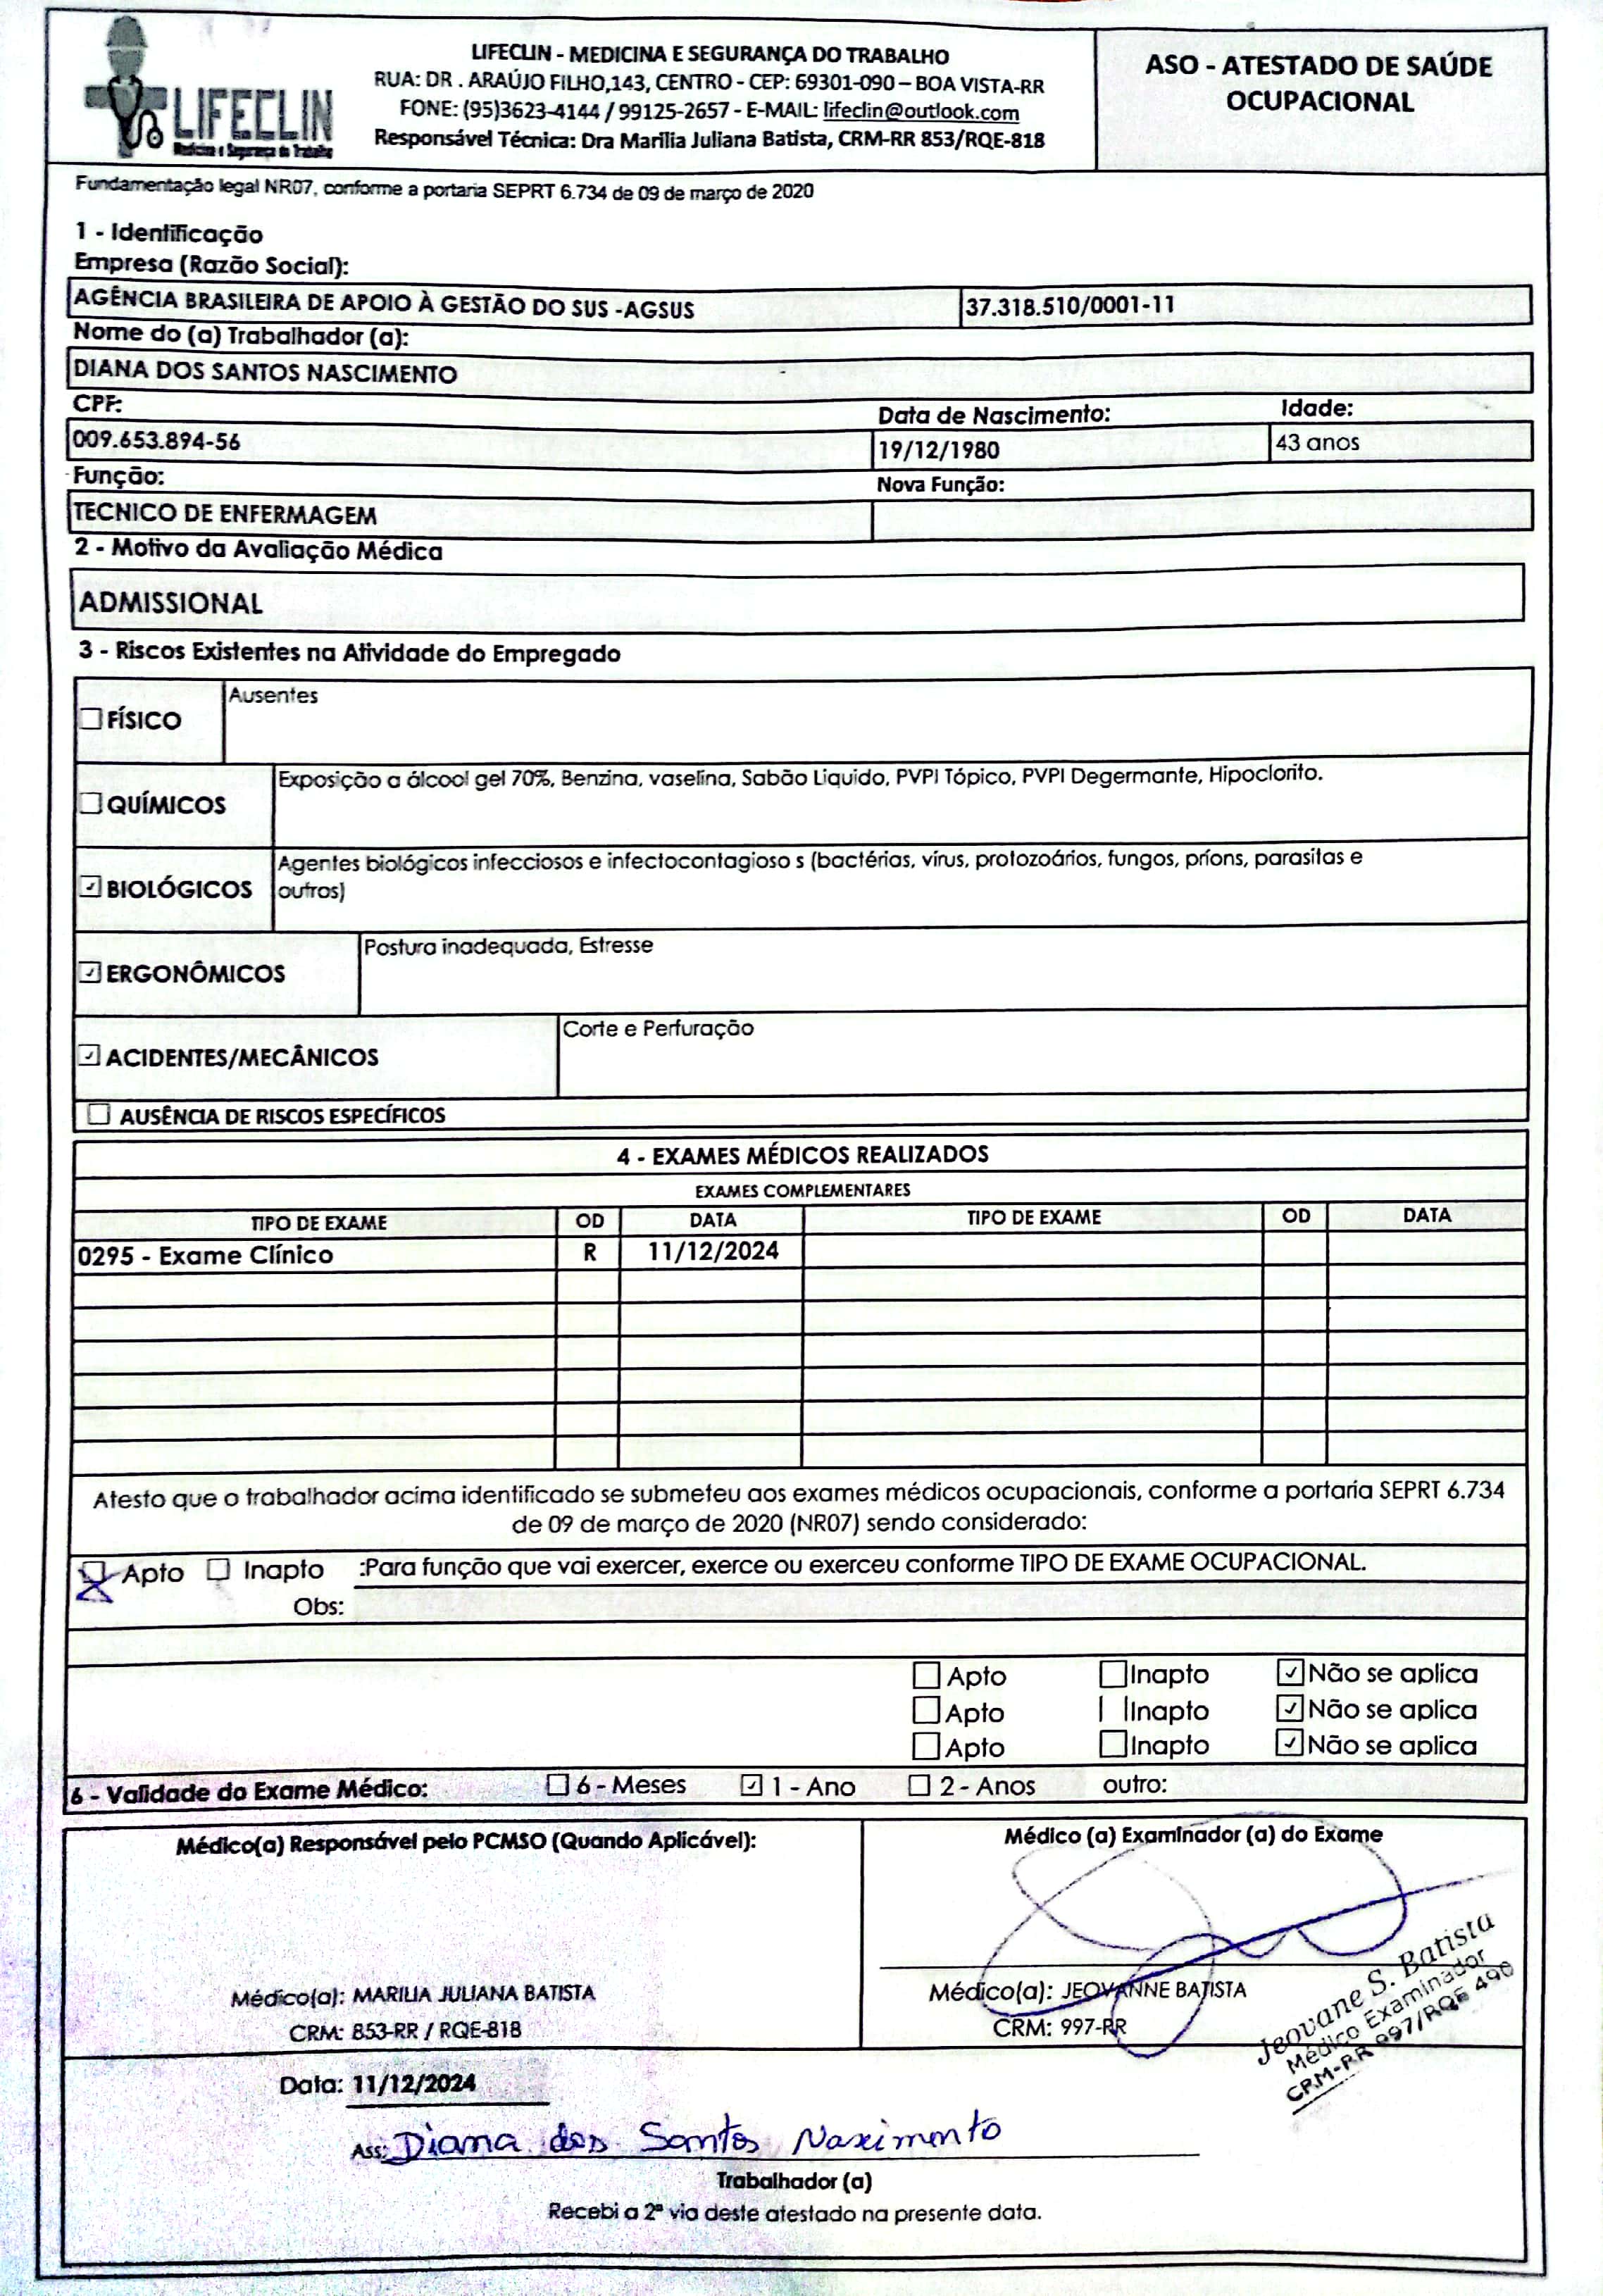 LIFECLIN
Medicina e Segurança do Trabalho
LIFECLIN - MEDICINA E SEGURANÇA DO TRABALHO
RUA: DR . ARAÚJO FILHO,143, CENTRO - CEP: 69301-090 – BOA VISTA-RR
FONE: (95)3623-4144 / 99125-2657 - E-MAIL: lifeclin@outlook.com
Responsável Técnica: Dra Marilia Juliana Batista, CRM-RR 853/RQE-818
ASO - ATESTADO DE SAÚDE
OCUPACIONAL
Fundamentação legal NR07, conforme a portaria SEPRT 6.734 de 09 de março de 2020
1 - Identificação
Empresa (Razão Social):
AGÊNCIA BRASILEIRA DE APOIO À GESTÃO DO SUS -AGSUS 37.318.510/0001-11
Nome do (a) Trabalhador (a):
DIANA DOS SANTOS NASCIMENTO
CPF: Data de Nascimento: Idade:
009.653.894-56 19/12/1980 43 anos
Função: Nova Função:
TECNICO DE ENFERMAGEM
2 - Motivo da Avaliação Médica
ADMISSIONAL
3 - Riscos Existentes na Atividade do Empregado
☐ FÍSICO Ausentes
☐ QUÍMICOS Exposição a álcool gel 70%, Benzina, vaselina, Sabão Liquido, PVPI Tópico, PVPI Degermante, Hipoclorito.
☑ BIOLÓGICOS Agentes biológicos infecciosos e infectocontagioso s (bactérias, vírus, protozoários, fungos, príons, parasitas e
outros)
☑ ERGONÔMICOS Postura inadequada, Estresse
☑ ACIDENTES/MECÂNICOS Corte e Perfuração
☐ AUSÊNCIA DE RISCOS ESPECÍFICOS
4 - EXAMES MÉDICOS REALIZADOS
EXAMES COMPLEMENTARES
TIPO DE EXAME OD DATA TIPO DE EXAME OD DATA
0295 - Exame Clínico R 11/12/2024
Atesto que o trabalhador acima identificado se submeteu aos exames médicos ocupacionais, conforme a portaria SEPRT 6.734
de 09 de março de 2020 (NR07) sendo considerado:
☒ Apto ☐ Inapto :Para função que vai exercer, exerce ou exerceu conforme TIPO DE EXAME OCUPACIONAL.
Obs:
☐ Apto ☐ Inapto ☑ Não se aplica
☐ Apto ☐ Inapto ☑ Não se aplica
☐ Apto ☐ Inapto ☑ Não se aplica
6 - Validade do Exame Médico: ☐ 6 - Meses ☑ 1 - Ano ☐ 2 - Anos outro:
Médico(a) Responsável pelo PCMSO (Quando Aplicável):
Médico(a): MARILIA JULIANA BATISTA
CRM: 853-RR / RQE-818
Médico (a) Examinador (a) do Exame
Médico(a): JEOVANNE BATISTA
CRM: 997-RR
Jeovane S. Batista
Médico Examinador
CRM-RR 997/RQE 490
Data: 11/12/2024
Ass: Diana dos Santos Nascimento
Trabalhador (a)
Recebi a 2ª via deste atestado na presente data.